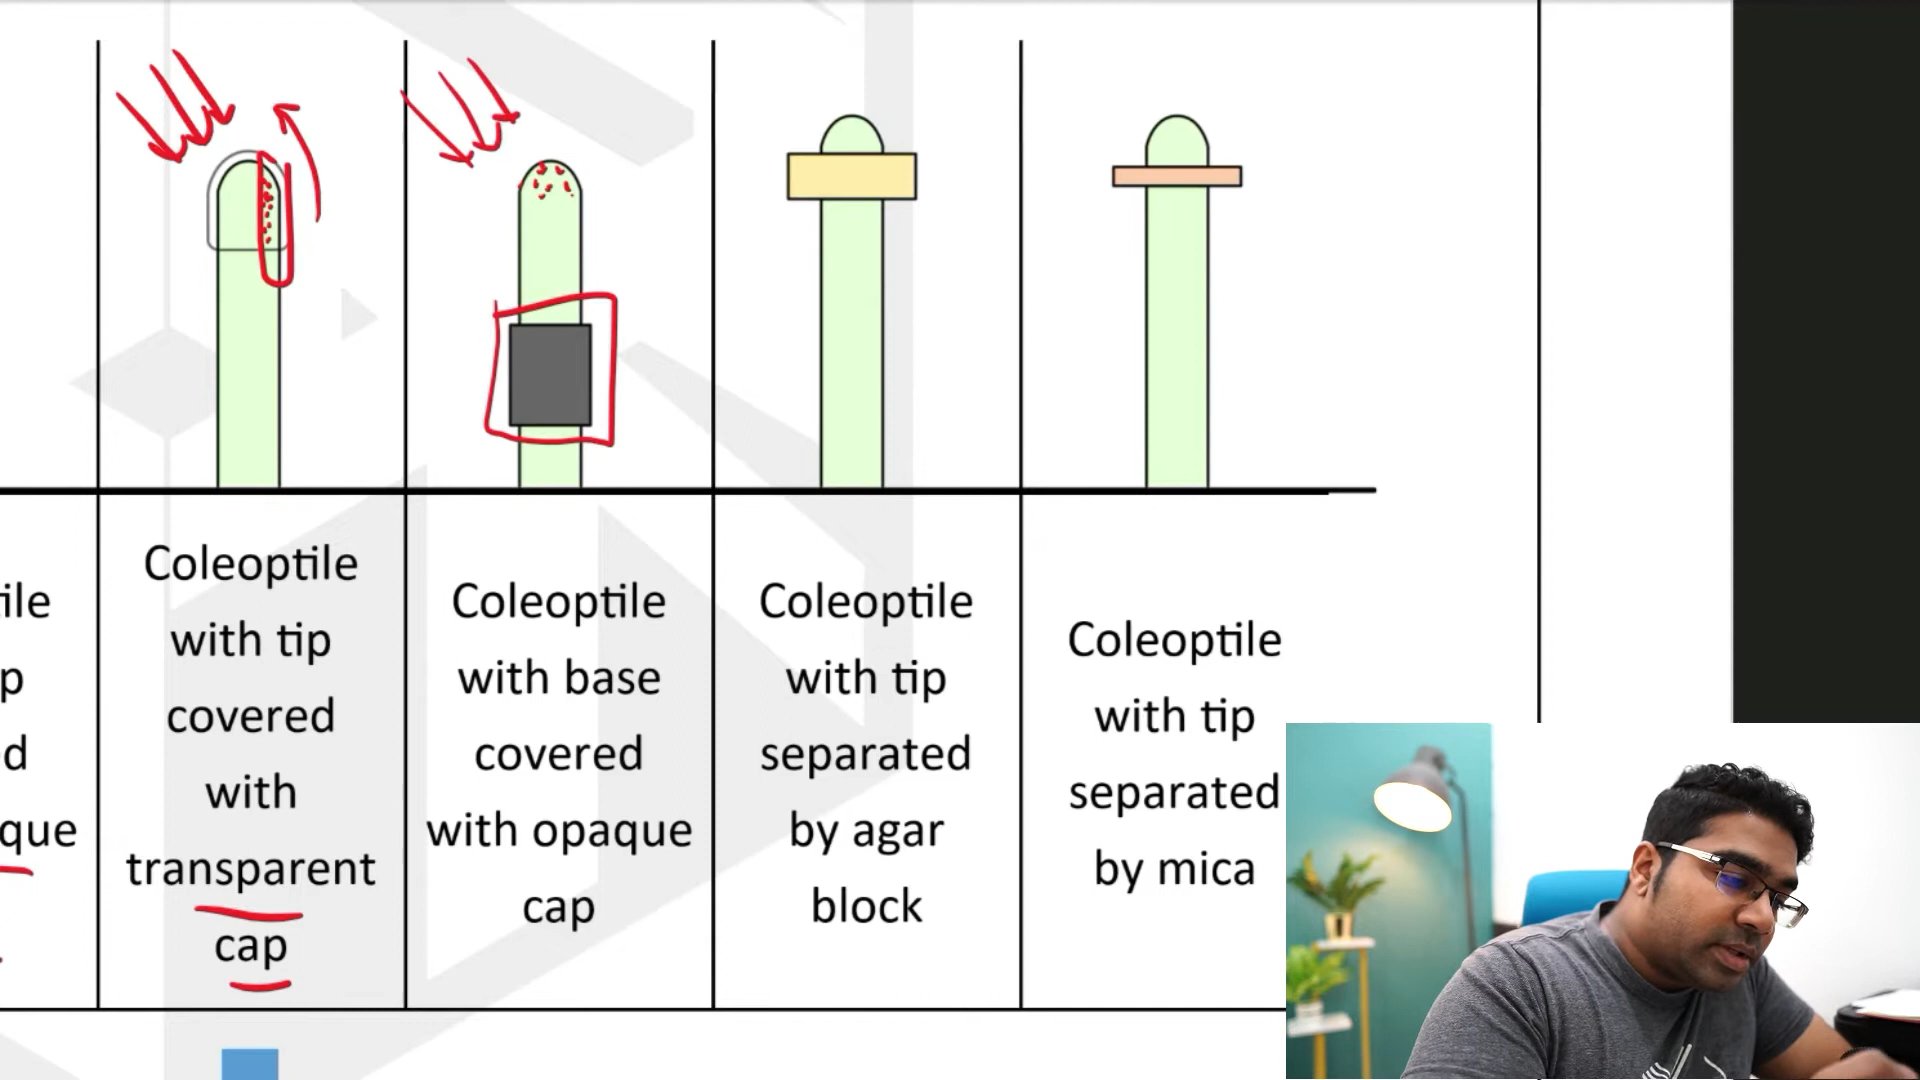 ile
p
d
que
Coleoptile
with tip
covered
with
transparent
cap
Coleoptile
with base
covered
with opaque
cap
Coleoptile
with tip
separated
by agar
block
Coleoptile
with tip
separated
by mica